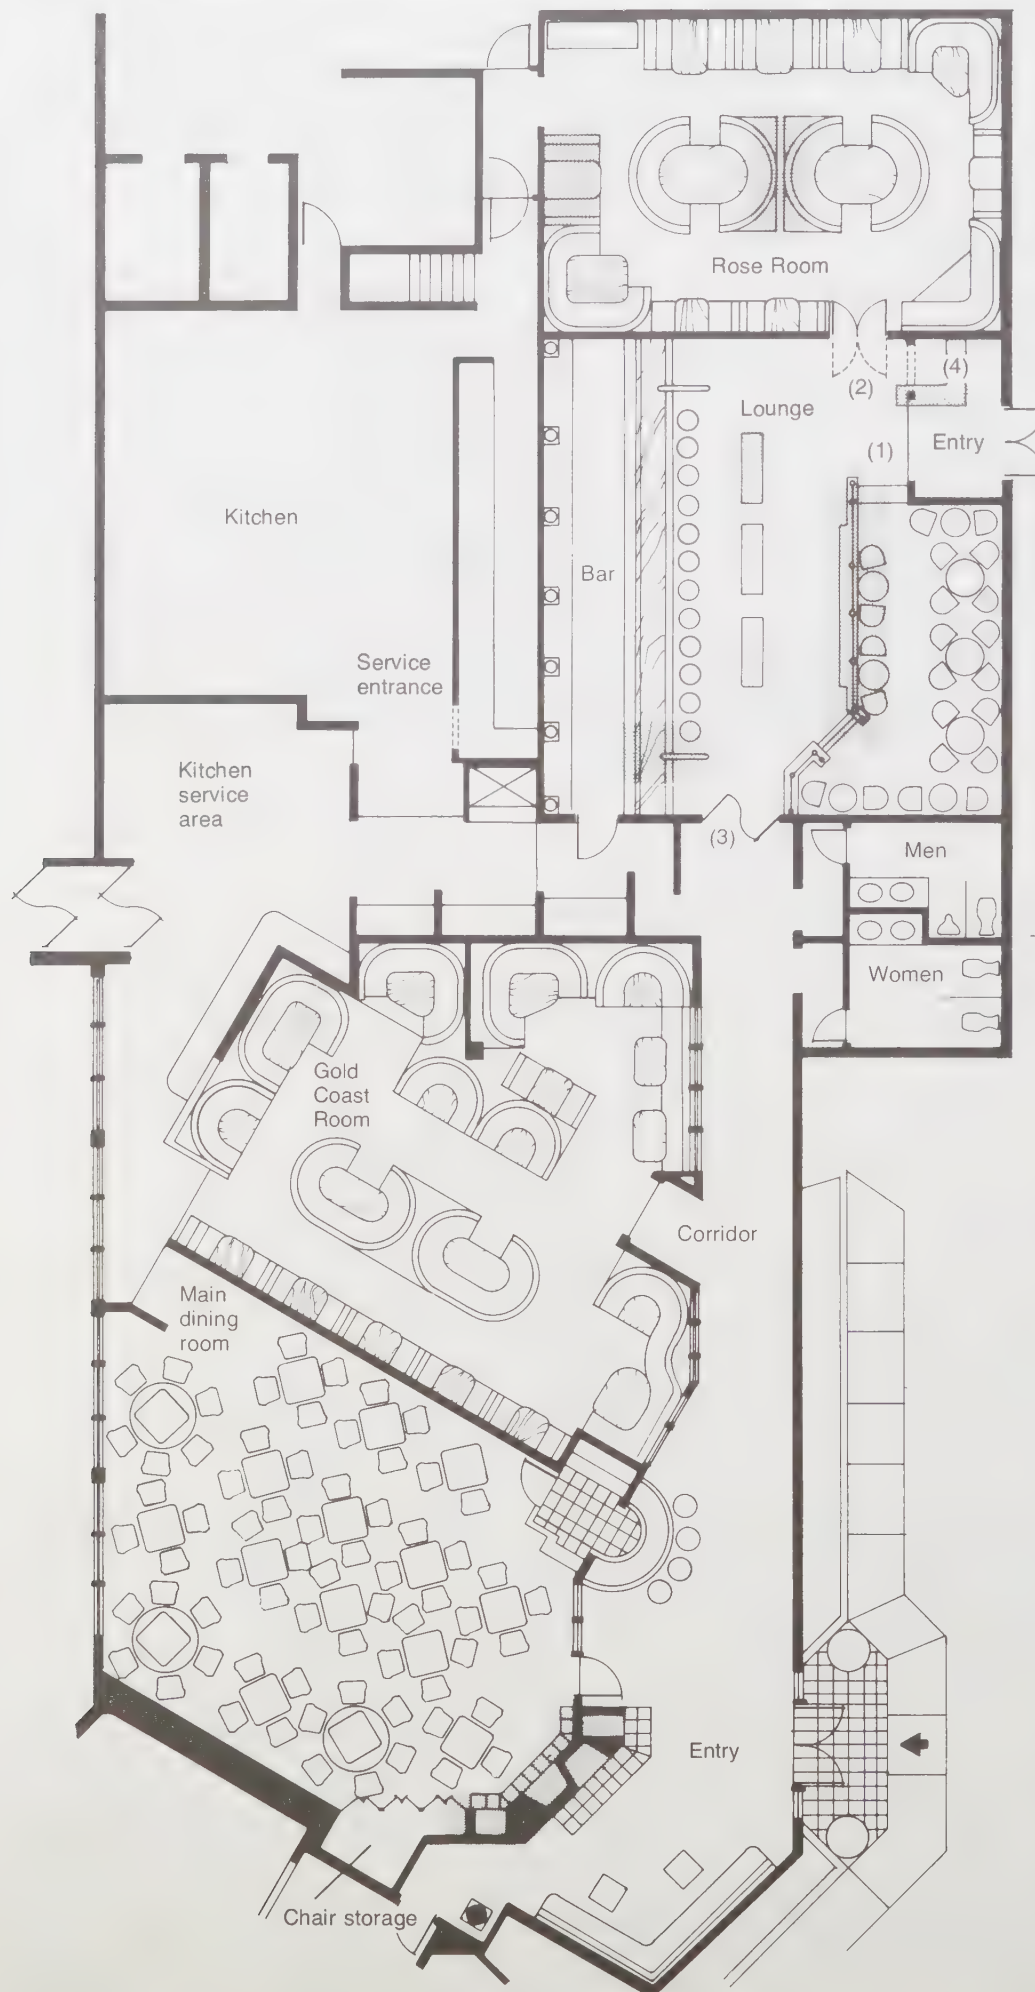 Rose Room
(4)
(2)
Lounge
(1)
Entry
Kitchen
Bar
Service
entrance
Kitchen
service
area
(3)
Men
Women
Gold
Coast
Room
Corridor
Main
dining
room
Entry
Chair storage